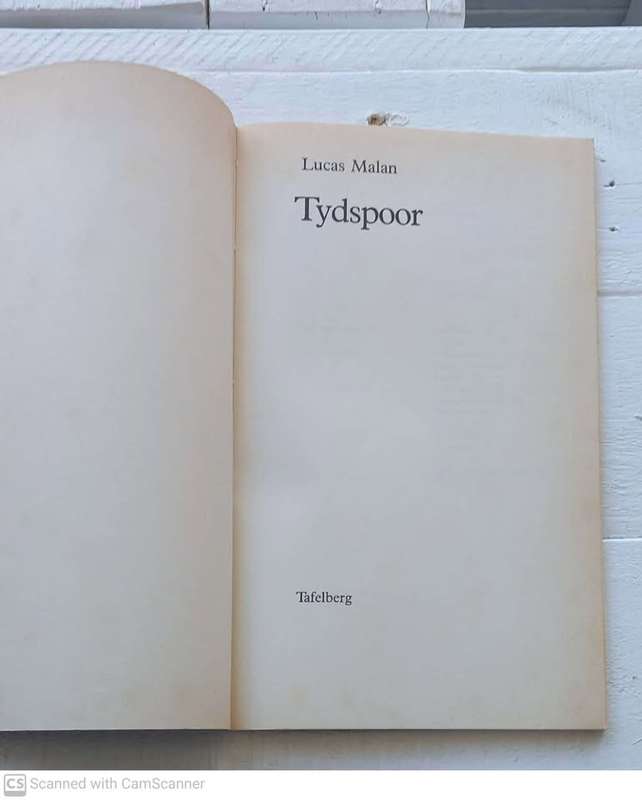 Lucas Malan
Tydspoor
Tafelberg
CS Scanned with CamScanner